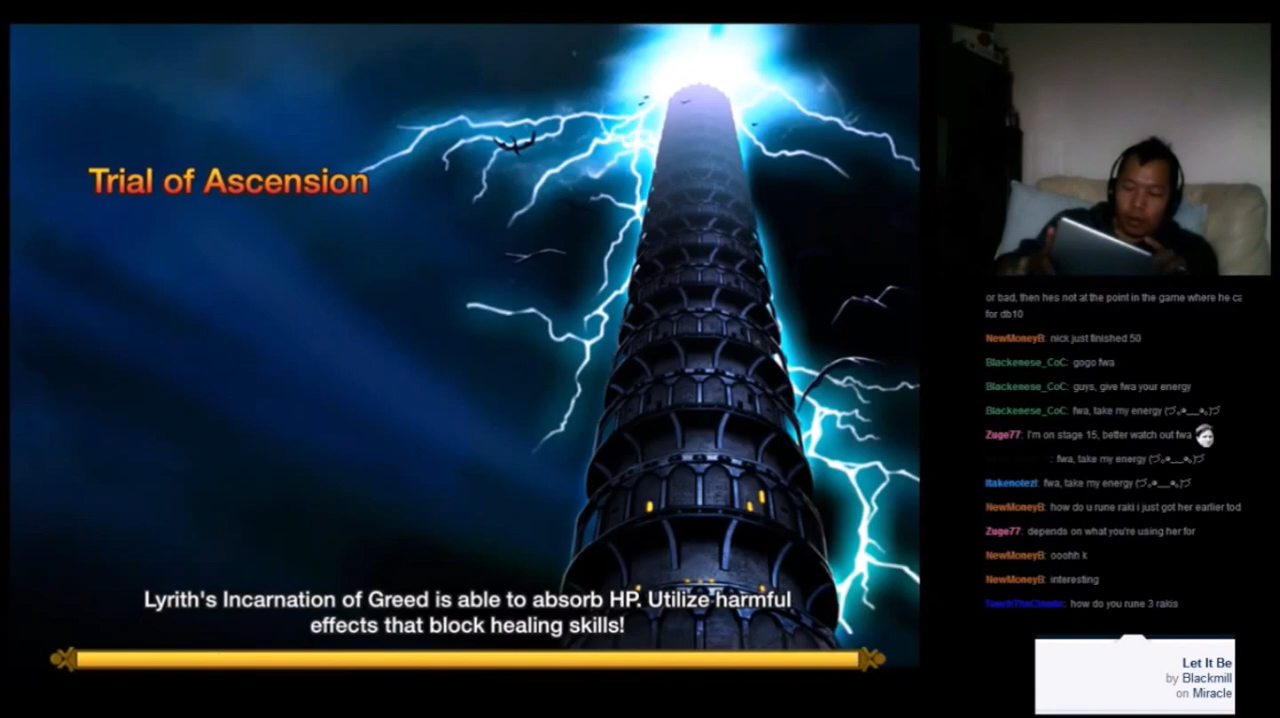 Trial of Ascension
Lyrith's Incarnation of Greed is able to absorb HP. Utilize harmful
effects that block healing skills!
or bad, then hes not at the point in the game where he ca
for db10
NewMoneyB: nick just finished 50
Blackenese_CoC: gogo fwa
Blackenese_CoC: guys, give fwa your energy
Blackenese_CoC: fwa, take my energy
Zuge77: I'm on stage 15, better watch out fwa
: fwa, take my energy
Itakenotezl: fwa, take my energy
NewMoneyB: how do u rune raki i just got her earlier tod
Zuge77: depends on what you're using her for
NewMoneyB: ooohh k
NewMoneyB: interesting
how do you rune 3 rakis
Let It Be
by Blackmill
on Miracle